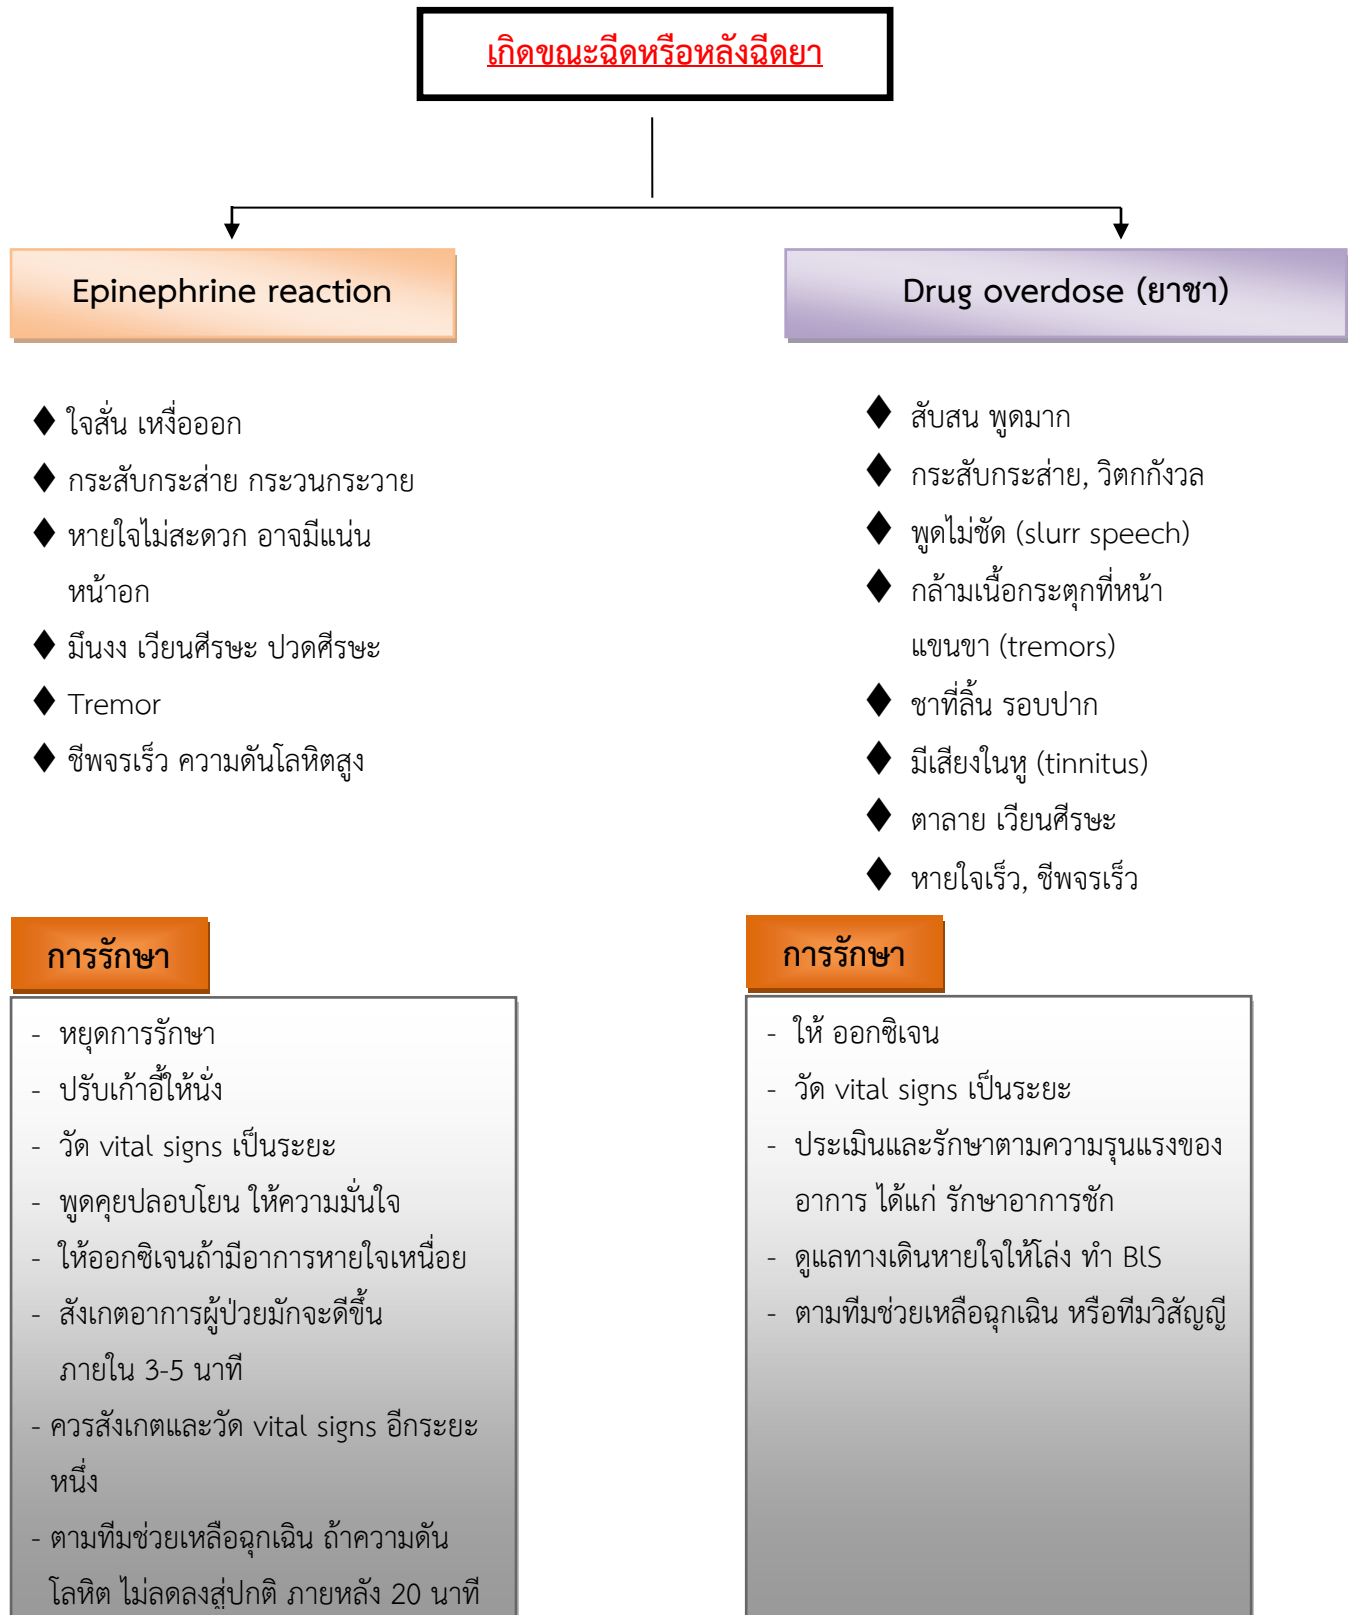 เกิดขณะฉีดหรือหลังฉีดยา
Epinephrine reaction
♦ ใจสั่น เหงื่อออก
♦ กระสับกระส่าย กระวนกระวาย
♦ หายใจไม่สะดวก อาจมีแน่น
หน้าอก
♦ มึนงง เวียนศีรษะ ปวดศีรษะ
♦ Tremor
♦ ชีพจรเร็ว ความดันโลหิตสูง
การรักษา
- หยุดการรักษา
- ปรับเก้าอี้ให้นั่ง
- วัด vital signs เป็นระยะ
- พูดคุยปลอบโยน ให้ความมั่นใจ
- ให้ออกซิเจนถ้ามีอาการหายใจเหนื่อย
- สังเกตอาการผู้ป่วยมักจะดีขึ้น
ภายใน 3-5 นาที
- ควรสังเกตและวัด vital signs อีกระยะ
หนึ่ง
- ตามทีมช่วยเหลือฉุกเฉิน ถ้าความดัน
โลหิต ไม่ลดลงสู่ปกติ ภายหลัง 20 นาที
Drug overdose (ยาชา)
♦ สับสน พูดมาก
♦ กระสับกระส่าย, วิตกกังวล
♦ พูดไม่ชัด (slurr speech)
♦ กล้ามเนื้อกระตุกที่หน้า
แขนขา (tremors)
♦ ชาที่ลิ้น รอบปาก
♦ มีเสียงในหู (tinnitus)
♦ ตาลาย เวียนศีรษะ
♦ หายใจเร็ว, ชีพจรเร็ว
การรักษา
- ให้ ออกซิเจน
- วัด vital signs เป็นระยะ
- ประเมินและรักษาตามความรุนแรงของ
อาการ ได้แก่ รักษาอาการชัก
- ดูแลทางเดินหายใจให้โล่ง ทำ BlS
- ตามทีมช่วยเหลือฉุกเฉิน หรือทีมวิสัญญี